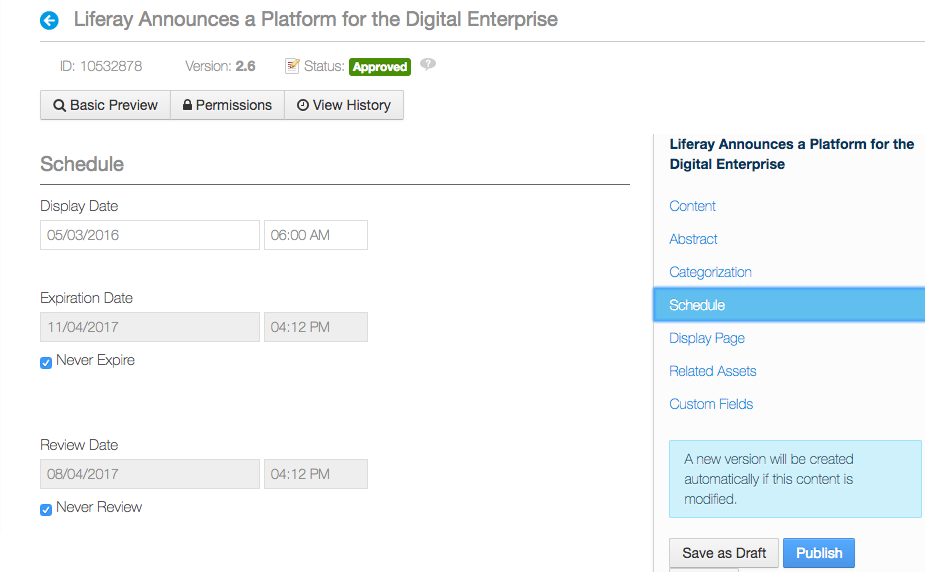 Liferay Announces a Platform for the Digital Enterprise
ID: 10532878 Version: 2.6 Status: Approved ?
Basic Preview Permissions View History
Schedule
Display Date
05/03/2016 06:00 AM
Expiration Date
11/04/2017 04:12 PM
Never Expire
Review Date
08/04/2017 04:12 PM
Never Review
Liferay Announces a Platform for the
Digital Enterprise
Content
Abstract
Categorization
Schedule
Display Page
Related Assets
Custom Fields
A new version will be created
automatically if this content is
modified.
Save as Draft Publish